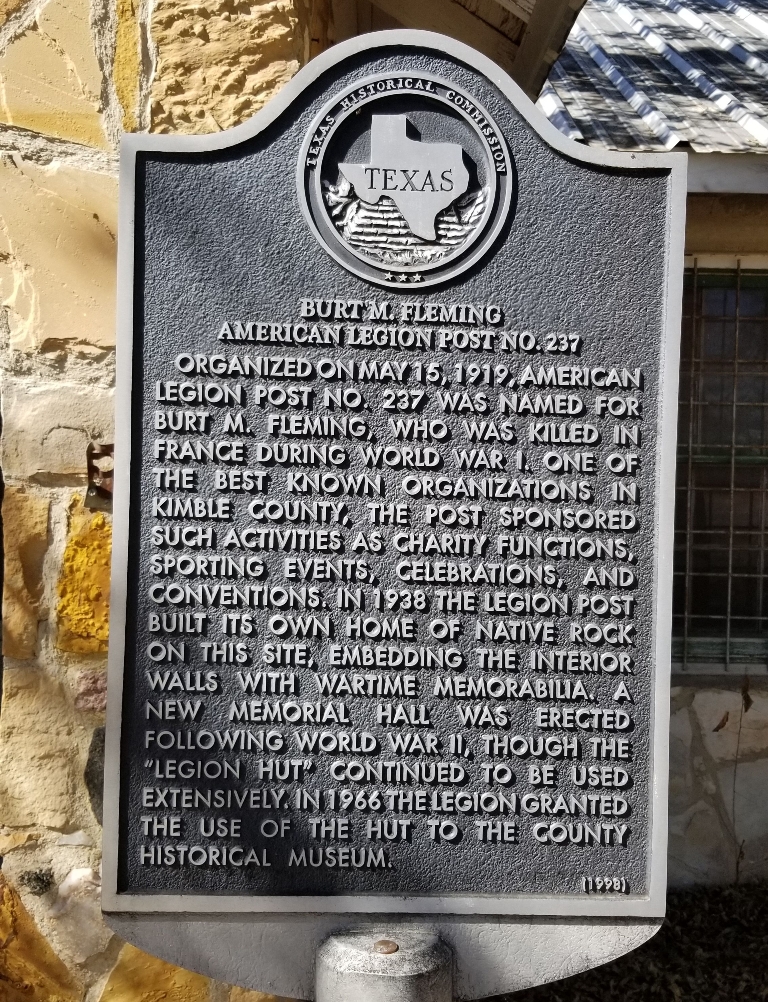 TEXAS HISTORICAL COMMISSION
TEXAS
BURT M. FLEMING
AMERICAN LEGION POST NO. 237
ORGANIZED ON MAY 15, 1919, AMERICAN
LEGION POST NO. 237 WAS NAMED FOR
BURT M. FLEMING, WHO WAS KILLED IN
FRANCE DURING WORLD WAR I. ONE OF
THE BEST KNOWN ORGANIZATIONS IN
KIMBLE COUNTY, THE POST SPONSORED
SUCH ACTIVITIES AS CHARITY FUNCTIONS,
SPORTING EVENTS, CELEBRATIONS, AND
CONVENTIONS. IN 1938 THE LEGION POST
BUILT ITS OWN HOME OF NATIVE ROCK
ON THIS SITE, EMBEDDING THE INTERIOR
WALLS WITH WARTIME MEMORABILIA. A
NEW MEMORIAL HALL WAS ERECTED
FOLLOWING WORLD WAR II, THOUGH THE
"LEGION HUT" CONTINUED TO BE USED
EXTENSIVELY. IN 1966 THE LEGION GRANTED
THE USE OF THE HUT TO THE COUNTY
HISTORICAL MUSEUM.
(1998)